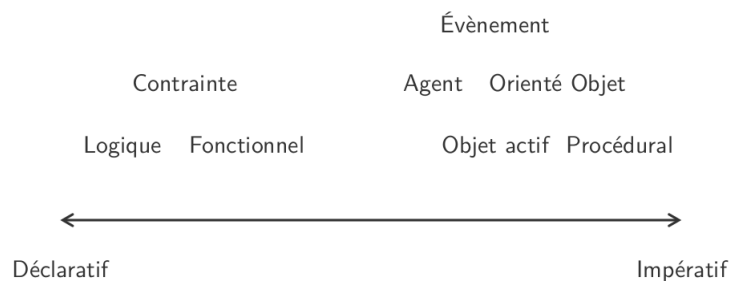 Évènement
Contrainte Agent Orienté Objet
Logique Fonctionnel Objet actif Procédural
Déclaratif Impératif